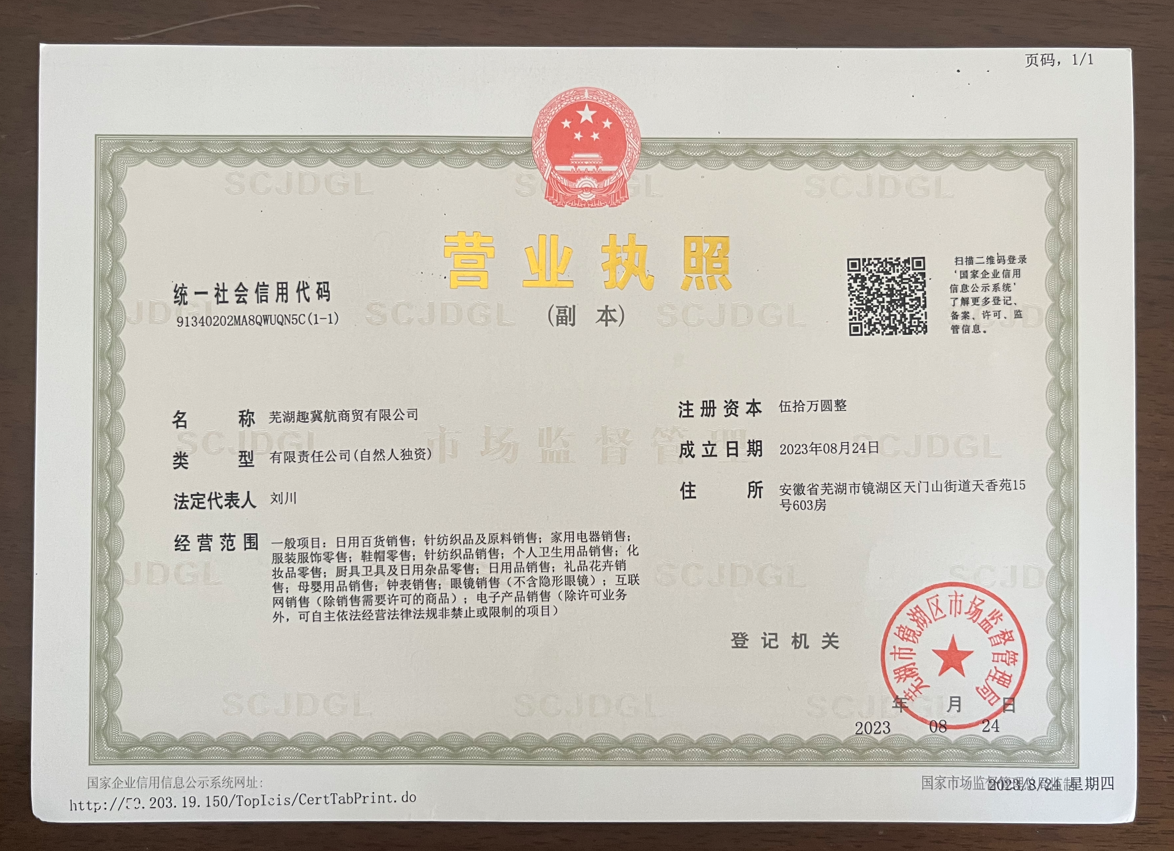 页码，1/1
营业执照
(副 本)
统一社会信用代码
91340202MA8QWUQN5C(1-1)
扫描二维码登录
‘国家企业信用
信息公示系统’
了解更多登记、
备案、许可、监
管信息。
名 称 芜湖趣冀航商贸有限公司
类 型 有限责任公司(自然人独资)
法定代表人 刘川
经营范围 一般项目：日用百货销售；针纺织品及原料销售；家用电器销售；
服装服饰零售；鞋帽零售；针纺织品销售；个人卫生用品销售；化
妆品零售；厨具卫具及日用杂品零售；日用品销售；礼品花卉销
售；母婴用品销售；钟表销售；眼镜销售（不含隐形眼镜）；互联
网销售（除销售需要许可的商品）；电子产品销售（除许可业务
外，可自主依法经营法律法规非禁止或限制的项目）
注册资本 伍拾万圆整
成立日期 2023年08月24日
住 所 安徽省芜湖市镜湖区天门山街道天香苑15
号603房
登记机关
芜湖市镜湖区市场监督管理局
年 月 日
2023 08 24
SCJDGL
市场监督管理
国家企业信用信息公示系统网址：
.203.19.150/TopIcis/CertTabPrint.do
国家市场监
2023/8/24 星期四